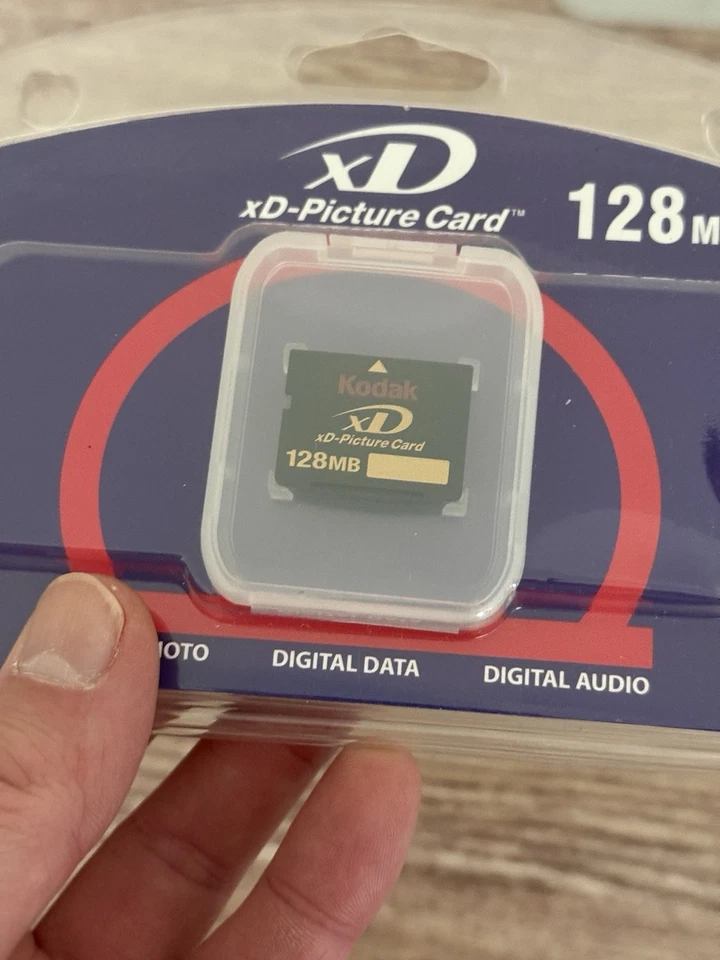 xD
xD-Picture Card™
128M
Kodak
xD
xD-Picture Card
128MB
DIGITAL DATA
DIGITAL AUDIO